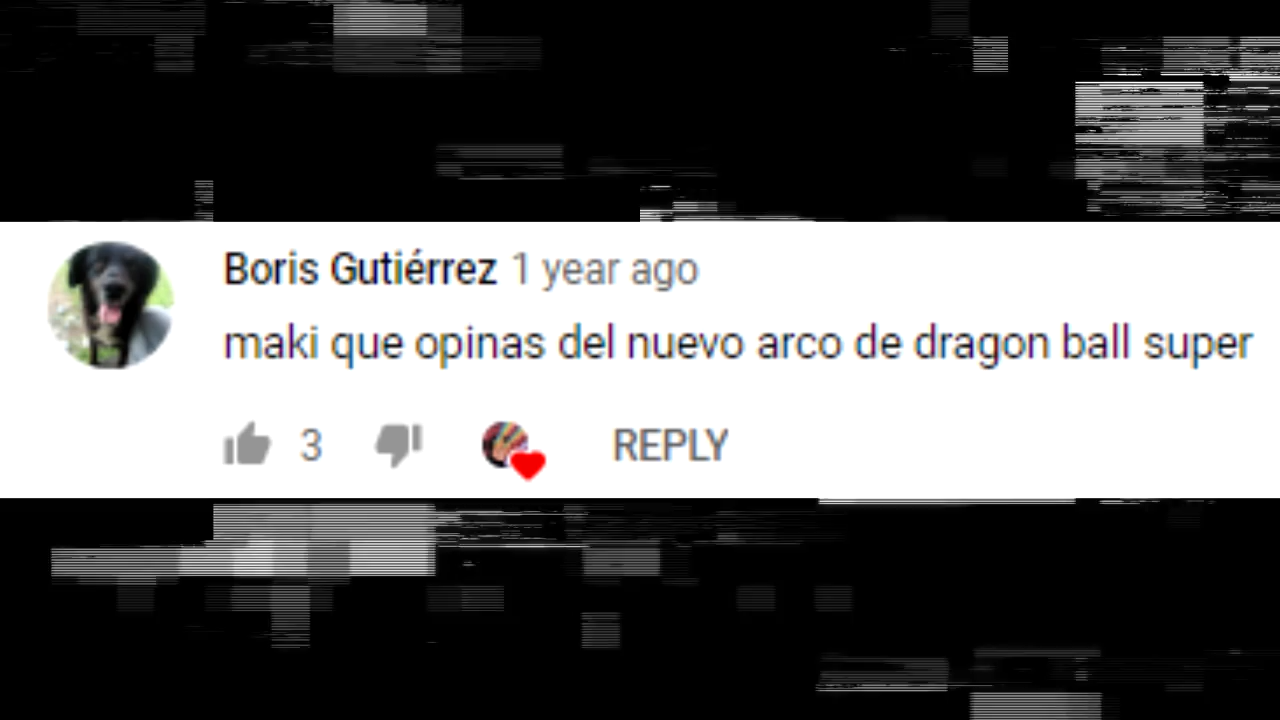 Boris Gutiérrez 1 year ago
maki que opinas del nuevo arco de dragon ball super
3 REPLY